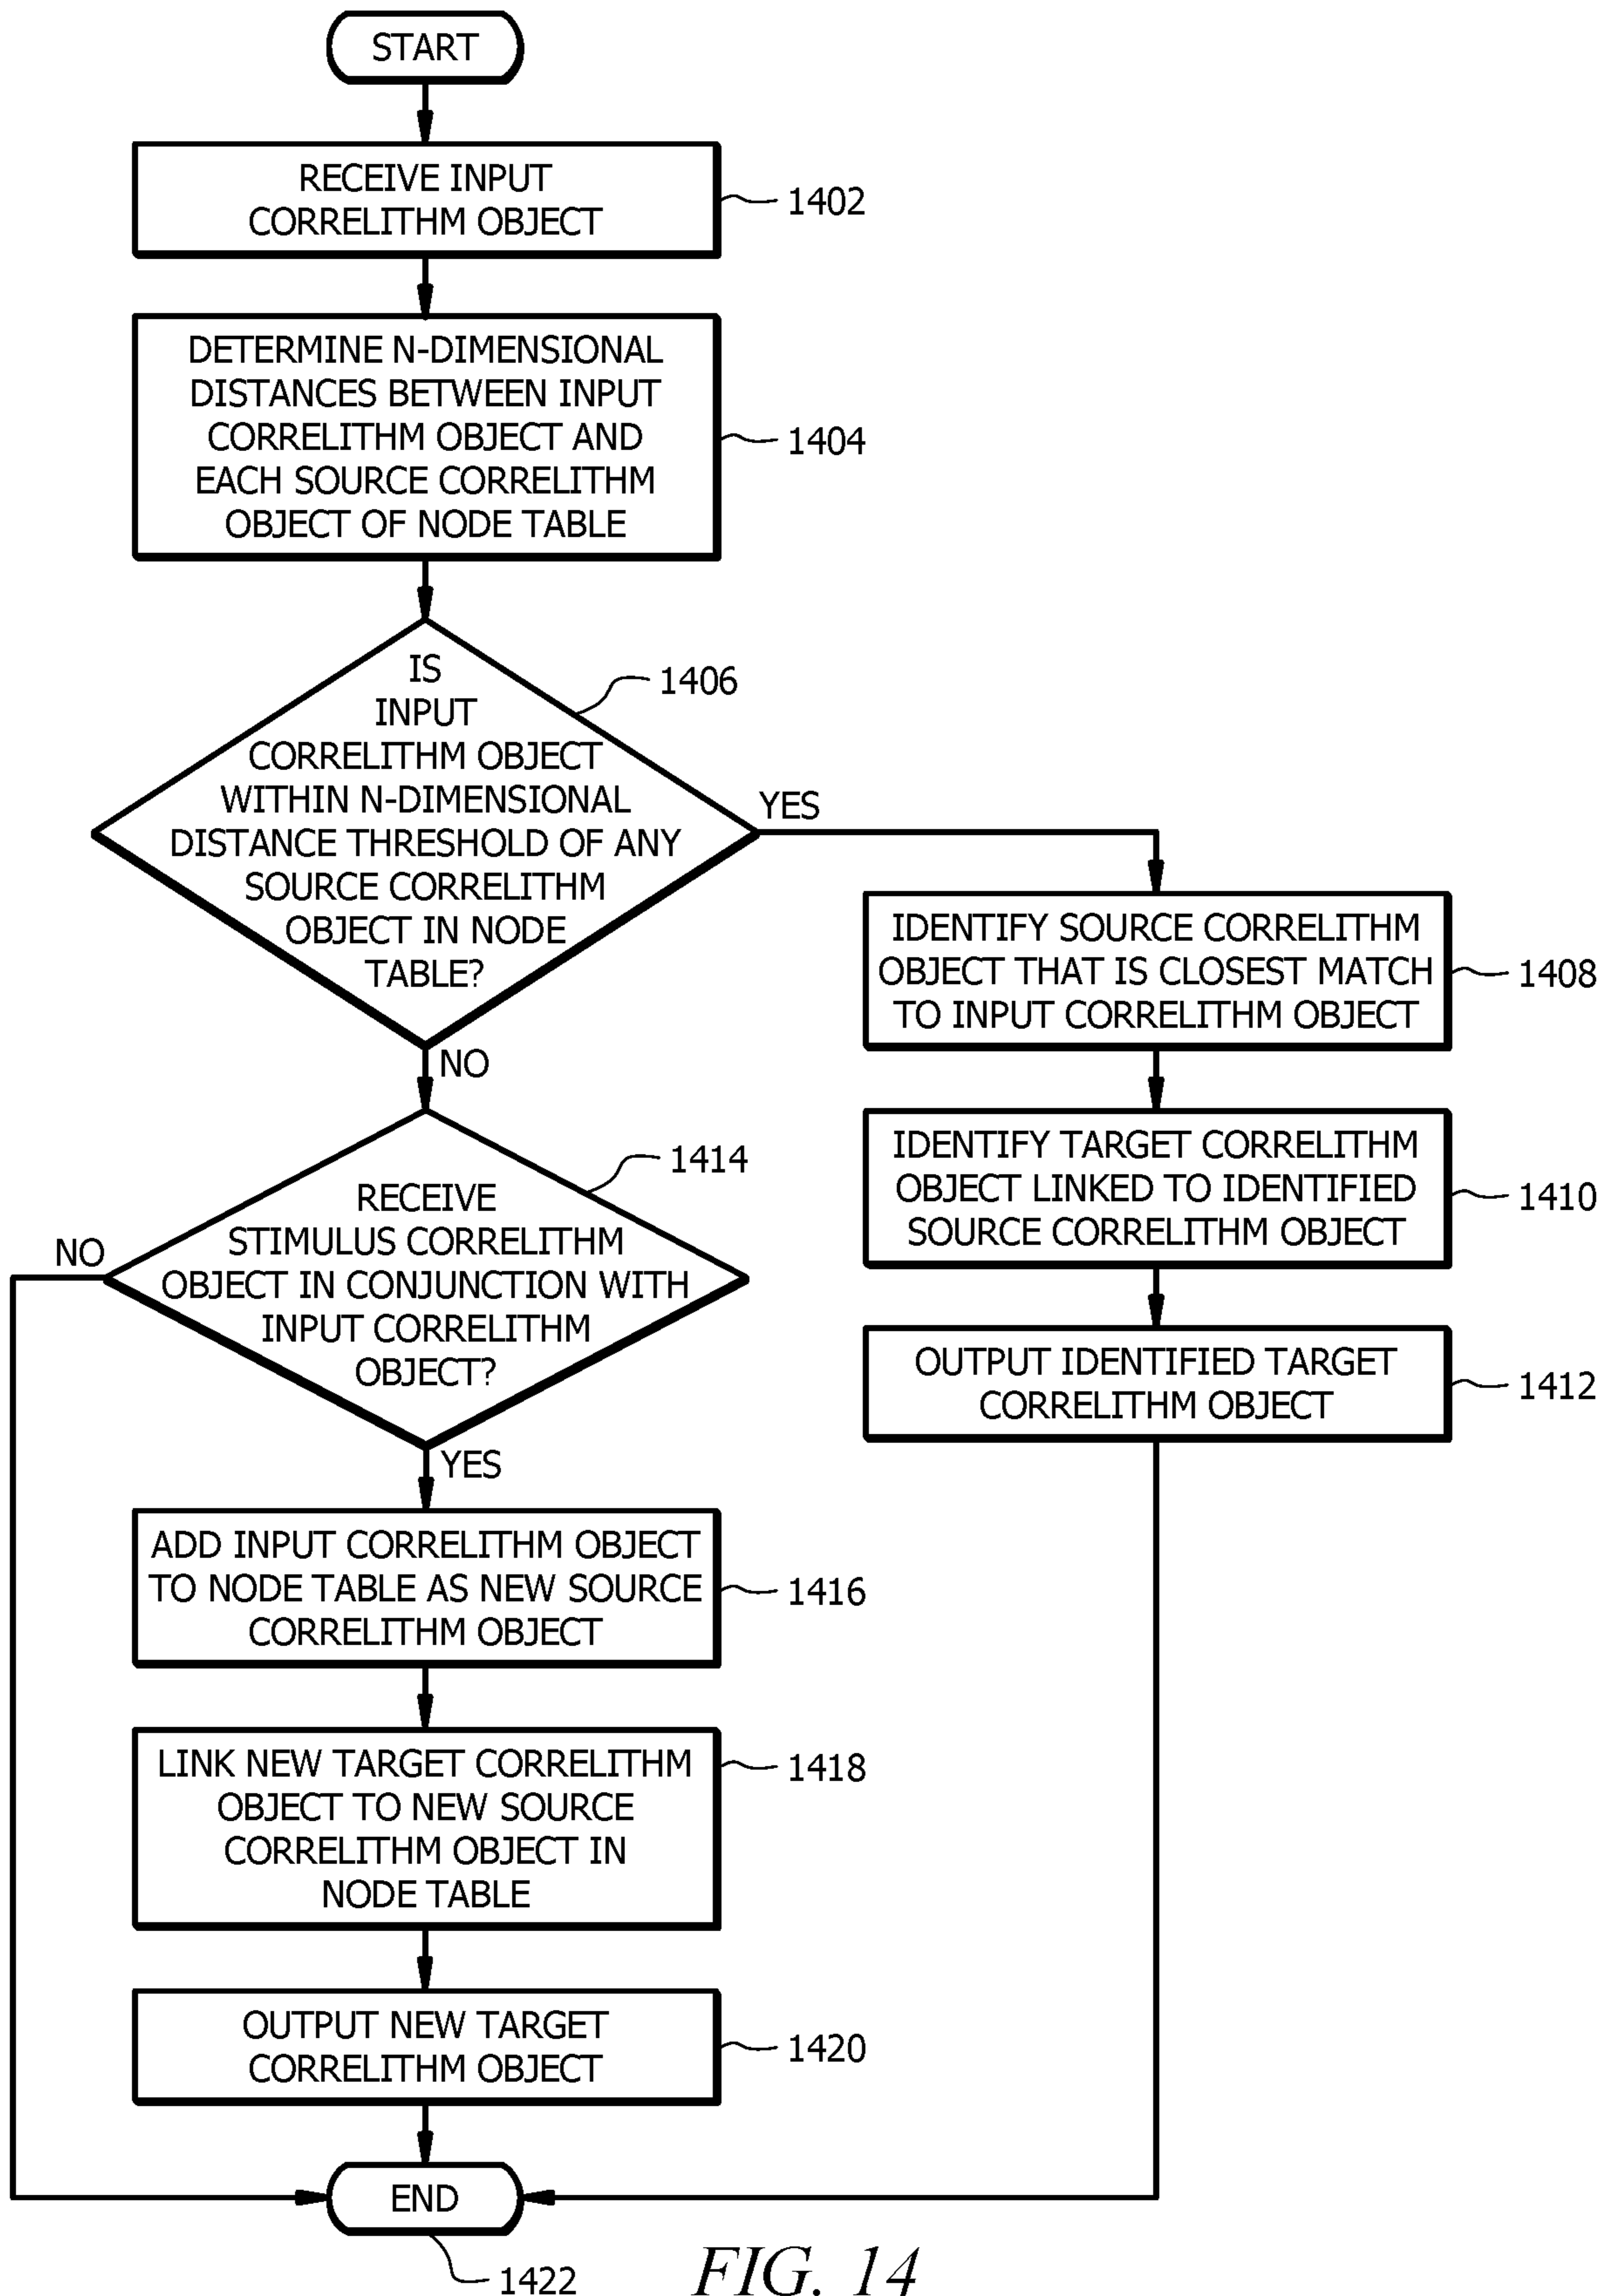 START
RECEIVE INPUT
CORRELITHM OBJECT
1402
DETERMINE N-DIMENSIONAL
DISTANCES BETWEEN INPUT
CORRELITHM OBJECT AND
EACH SOURCE CORRELITHM
OBJECT OF NODE TABLE
1404
IS
INPUT
CORRELITHM OBJECT
WITHIN N-DIMENSIONAL
DISTANCE THRESHOLD OF ANY
SOURCE CORRELITHM
OBJECT IN NODE
TABLE?
1406
YES
NO
IDENTIFY SOURCE CORRELITHM
OBJECT THAT IS CLOSEST MATCH
TO INPUT CORRELITHM OBJECT
1408
IDENTIFY TARGET CORRELITHM
OBJECT LINKED TO IDENTIFIED
SOURCE CORRELITHM OBJECT
1410
OUTPUT IDENTIFIED TARGET
CORRELITHM OBJECT
1412
RECEIVE
STIMULUS CORRELITHM
OBJECT IN CONJUNCTION WITH
INPUT CORRELITHM
OBJECT?
1414
NO
YES
ADD INPUT CORRELITHM OBJECT
TO NODE TABLE AS NEW SOURCE
CORRELITHM OBJECT
1416
LINK NEW TARGET CORRELITHM
OBJECT TO NEW SOURCE
CORRELITHM OBJECT IN
NODE TABLE
1418
OUTPUT NEW TARGET
CORRELITHM OBJECT
1420
END
1422
FIG. 14